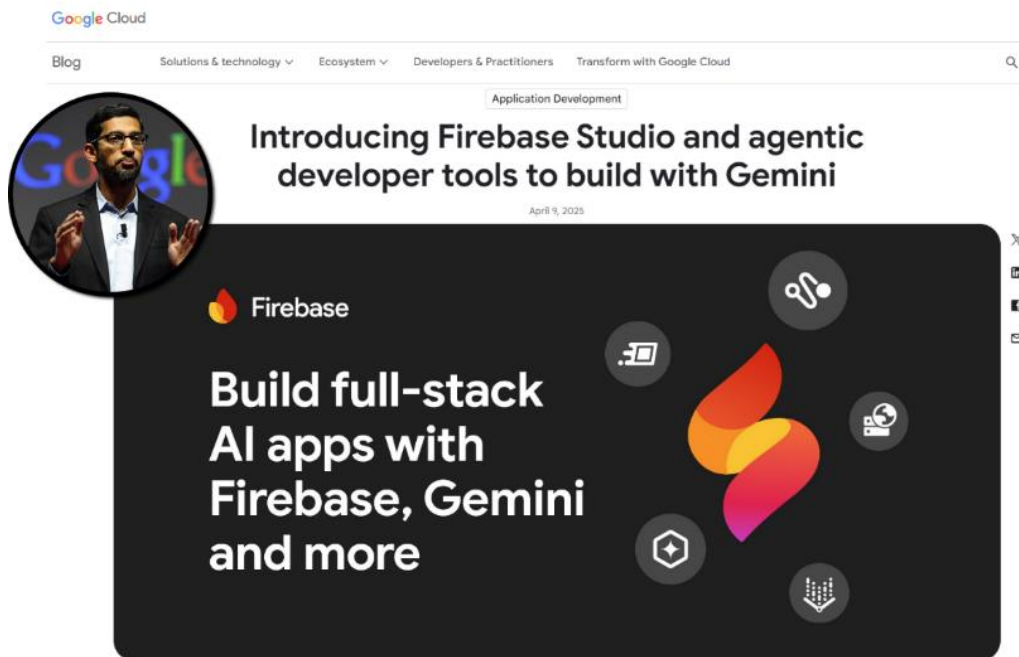 Google Cloud
Blog
Solutions & technology
Ecosystem
Developers & Practitioners
Transform with Google Cloud
Application Development
Google
Introducing Firebase Studio and agentic
developer tools to build with Gemini
April 9, 2025
Firebase
Build full-stack
AI apps with
Firebase, Gemini
and more